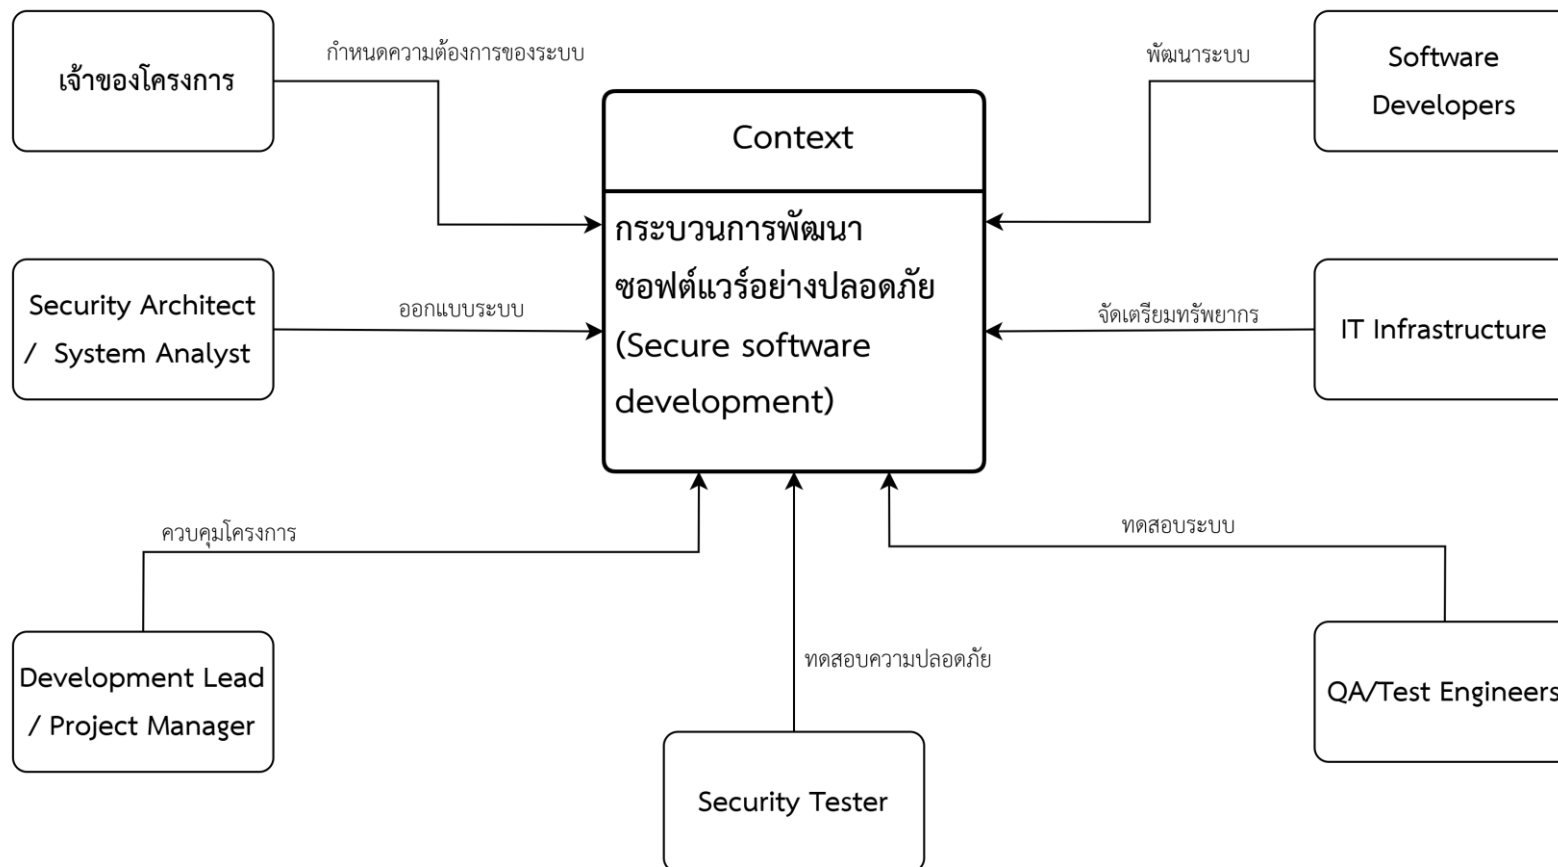 เจ้าของโครงการ
กำหนดความต้องการของระบบ
พัฒนาระบบ
Software
Developers
Context
กระบวนการพัฒนา
ซอฟต์แวร์อย่างปลอดภัย
(Secure software
development)
Security Architect
/ System Analyst
ออกแบบระบบ
จัดเตรียมทรัพยากร
IT Infrastructure
ควบคุมโครงการ
ทดสอบระบบ
Development Lead
/ Project Manager
ทดสอบความปลอดภัย
QA/Test Engineers
Security Tester